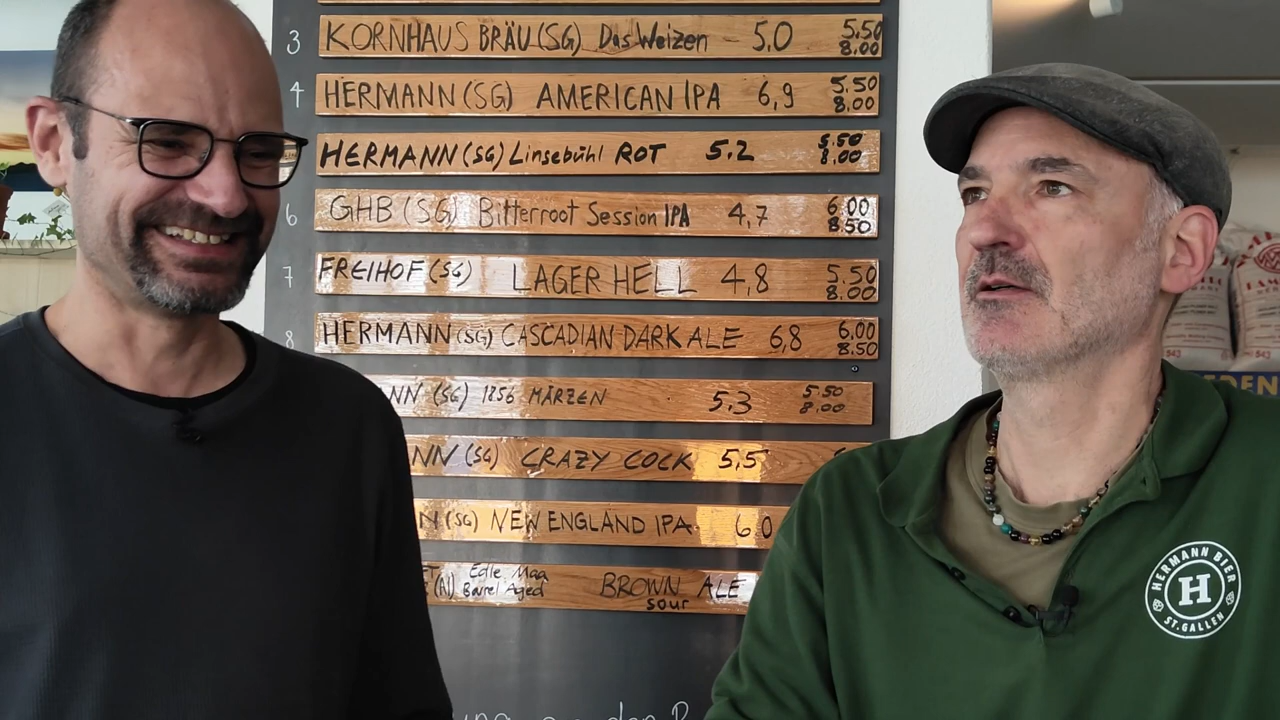 3 KORNHAUS BRÄU (SG) Das Weizen 5.0 5.50 8.00
4 HERMANN (SG) AMERICAN IPA 6,9 5.50 8.00
HERMANN (SG) Linsebühl ROT 5.2 5.50 8.00
6 GHB (SG) Bitterroot Session IPA 4,7 6.00 8.50
7 FREIHOF (SG) LAGER HELL 4,8 5.50 8.00
8 HERMANN (SG) CASCADIAN DARK ALE 6,8 6.00 8.50
NN (SG) 1856 MÄRZEN 5,3 5.50 8.00
NN (SG) CRAZY COCK 5,5
N (SG) NEW ENGLAND IPA 6 0
Edle Maa BROWN ALE
Barrel Aged sour
HERMANN BIER
H
ST.GALLEN